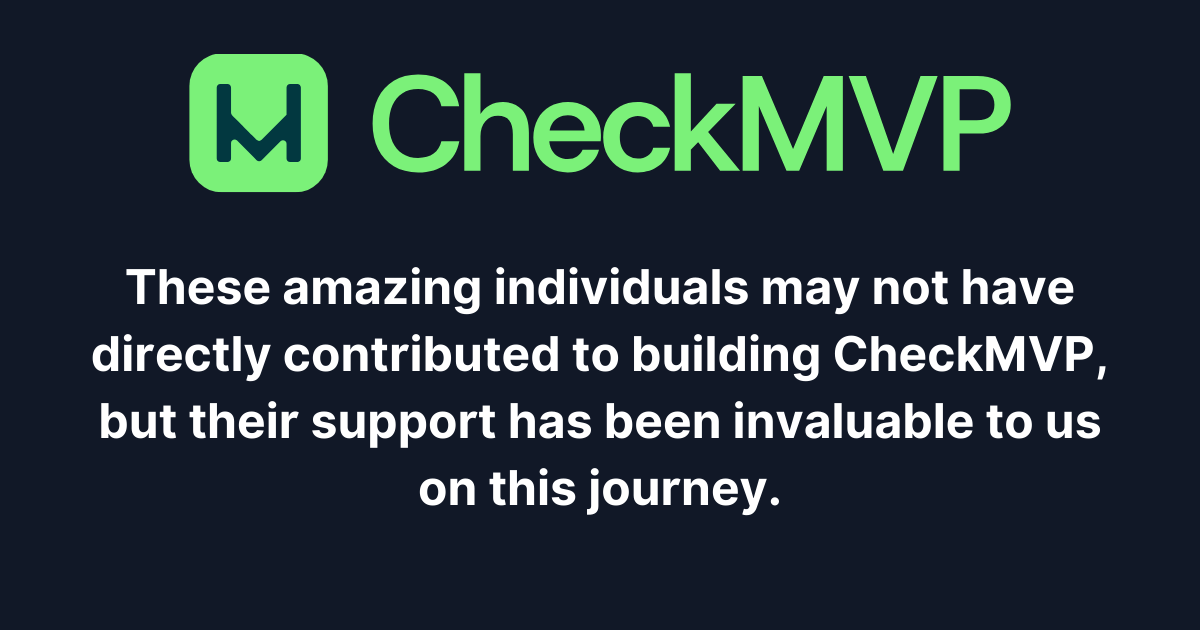 CheckMVP
These amazing individuals may not have
directly contributed to building CheckMVP,
but their support has been invaluable to us
on this journey.